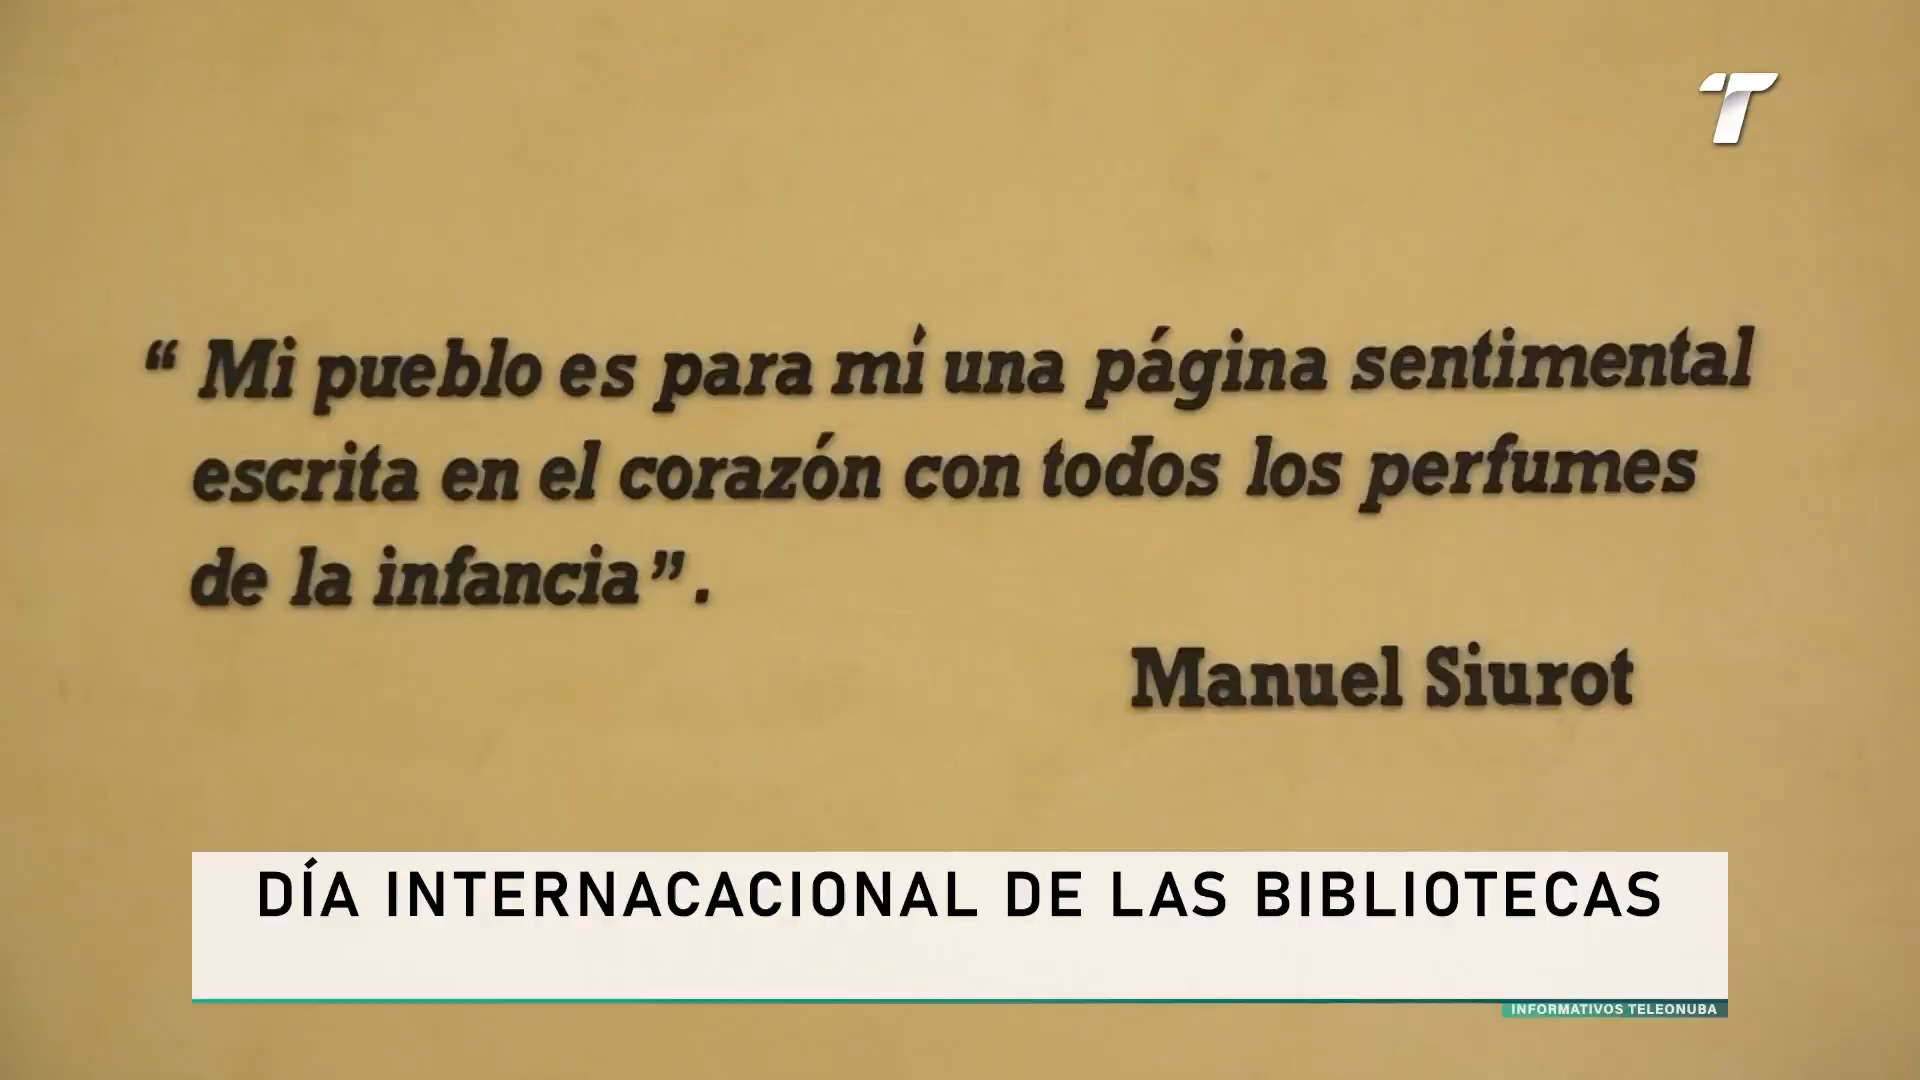 “ Mi pueblo es para mí una página sentimental
escrita en el corazón con todos los perfumes
de la infancia”.
Manuel Siurot
DÍA INTERNACACIONAL DE LAS BIBLIOTECAS
INFORMATIVOS TELEONUBA